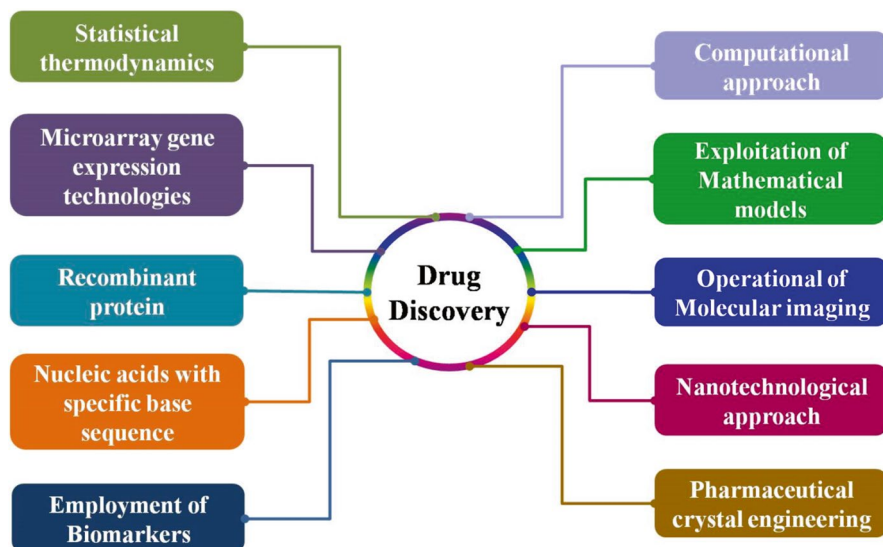 Statistical
thermodynamics
Microarray gene
expression
technologies
Recombinant
protein
Nucleic acids with
specific base
sequence
Employment of
Biomarkers
Drug
Discovery
Computational
approach
Exploitation of
Mathematical
models
Operational of
Molecular imaging
Nanotechnological
approach
Pharmaceutical
crystal engineering